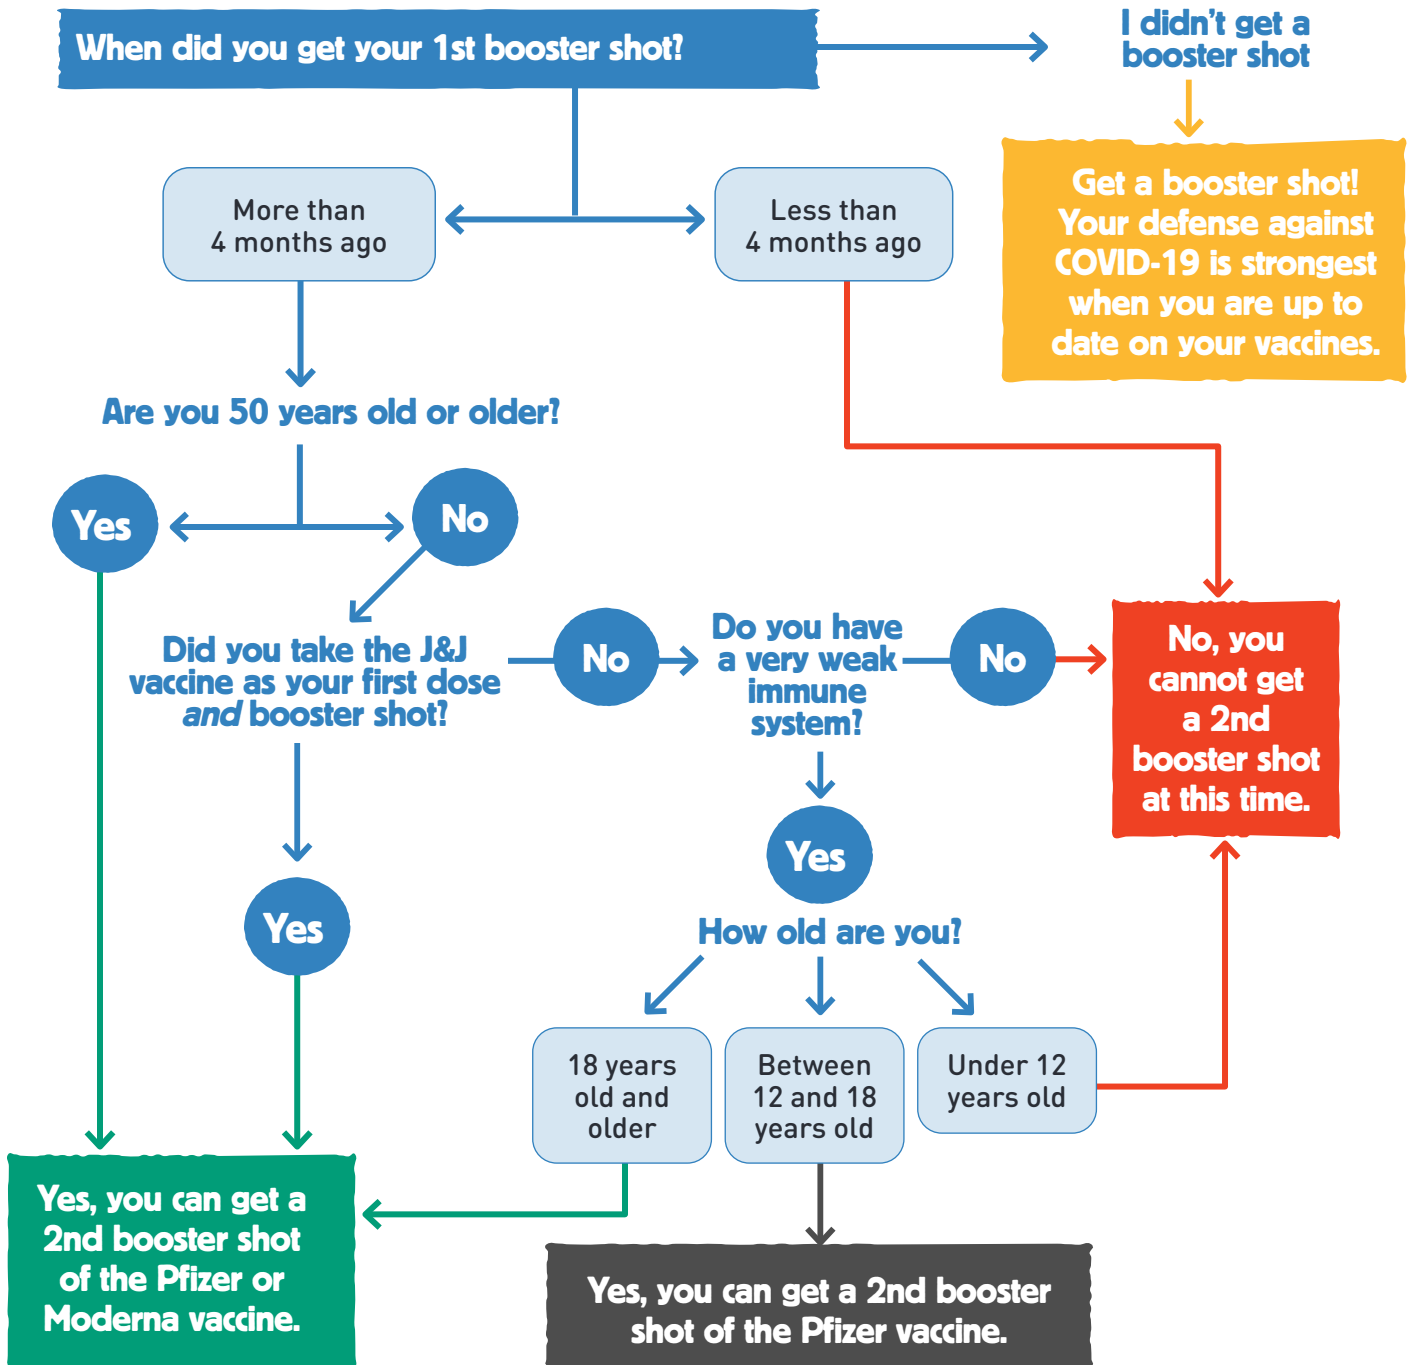 When did you get your 1st booster shot?
I didn't get a
booster shot
Get a booster shot!
Your defense against
COVID-19 is strongest
when you are up to
date on your vaccines.
More than
4 months ago
Less than
4 months ago
Are you 50 years old or older?
Yes
No
Did you take the J&J
vaccine as your first dose
and booster shot?
No
Do you have
a very weak
immune
system?
No
No, you
cannot get
a 2nd
booster shot
at this time.
Yes
Yes
How old are you?
18 years
old and
older
Between
12 and 18
years old
Under 12
years old
Yes, you can get a
2nd booster shot
of the Pfizer or
Moderna vaccine.
Yes, you can get a 2nd booster
shot of the Pfizer vaccine.